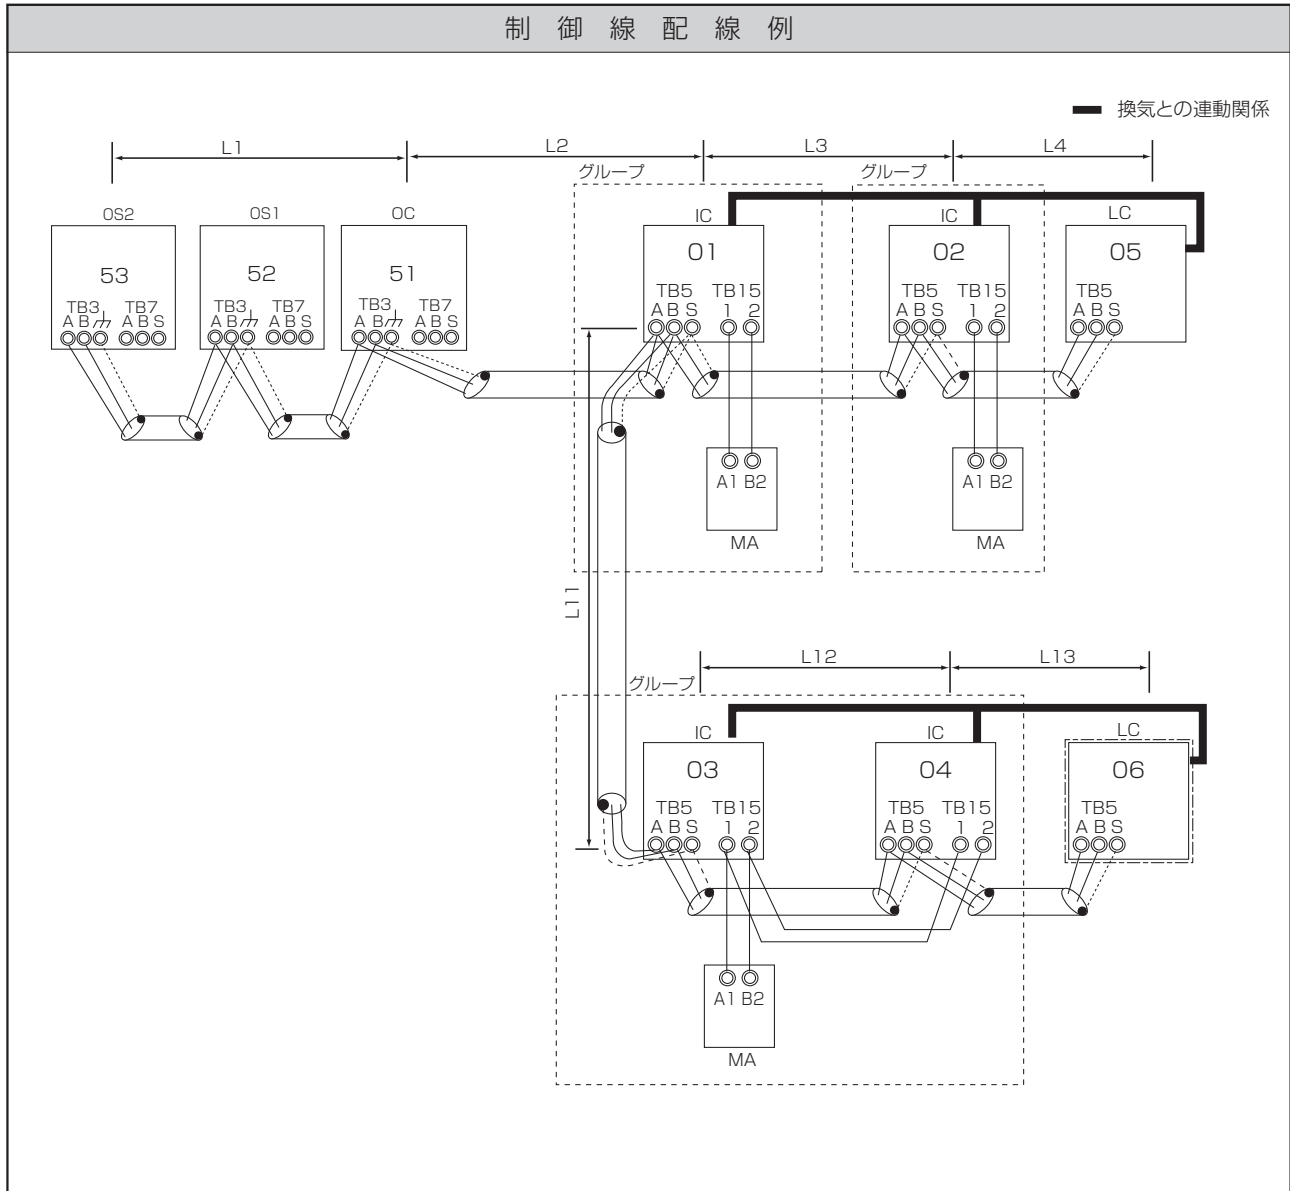 制御線配線例
換気との連動関係
L1 L2 L3 L4
グループ グループ
OS2 OS1 OC IC IC LC
53 52 51 01 02 05
TB3 TB7 TB3 TB7 TB3 TB7 TB5 TB15 TB5 TB15 TB5
A B A B S A B A B S A B A B S A B S 1 2 A B S 1 2 A B S
A1 B2 A1 B2
MA MA
L11
L12 L13
グループ
IC IC LC
03 04 06
TB5 TB15 TB5 TB15 TB5
A B S 1 2 A B S 1 2 A B S
A1 B2
MA